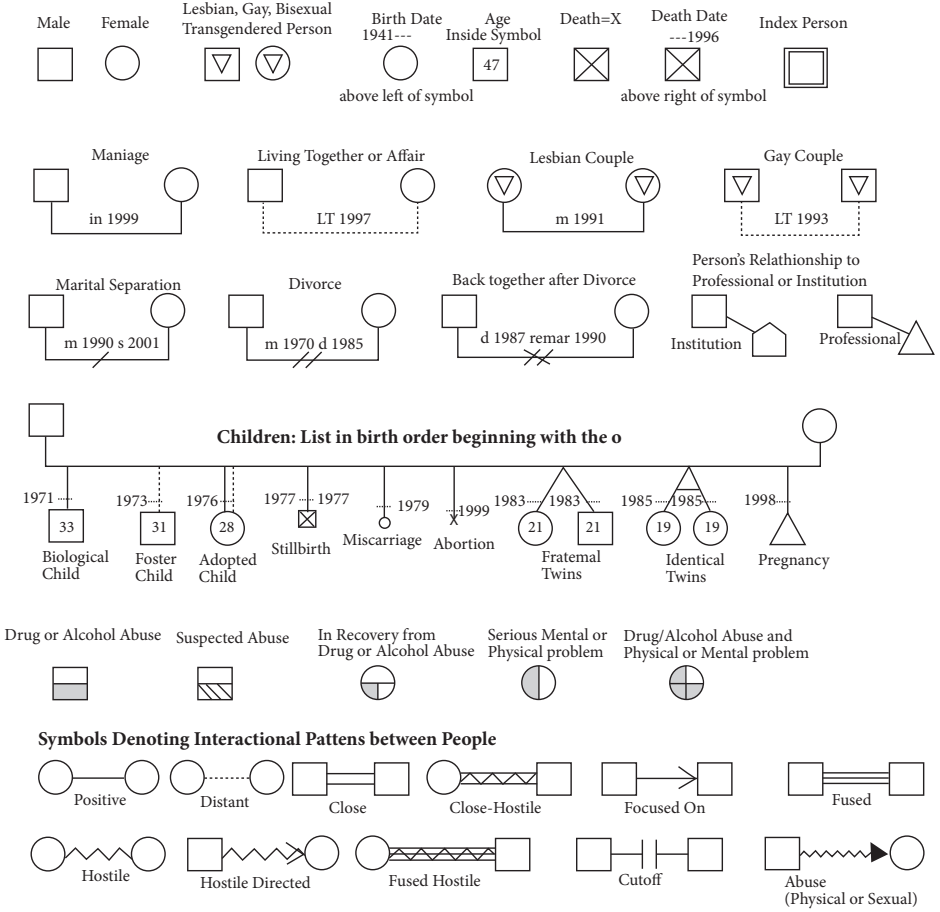 Male
Female
Lesbian, Gay, Bisexual
Transgendered Person
Birth Date
1941---
above left of symbol
Age
Inside Symbol
47
Death=X
Death Date
---1996
above right of symbol
Index Person
Maniage
in 1999
Living Together or Affair
LT 1997
Lesbian Couple
m 1991
Gay Couple
LT 1993
Marital Separation
m 1990 s 2001
Divorce
m 1970 d 1985
Back together after Divorce
d 1987 remar 1990
Person's Relathionship to
Professional or Institution
Institution
Professional
Children: List in birth order beginning with the o
1971
33
Biological
Child
1973
31
Foster
Child
1976
28
Adopted
Child
1977
1977
Stillbirth
1979
Miscarriage
1999
Abortion
1983
1983
21
21
Fratemal
Twins
1985
1985
19
19
Identical
Twins
1998
Pregnancy
Drug or Alcohol Abuse
Suspected Abuse
In Recovery from
Drug or Alcohol Abuse
Serious Mental or
Physical problem
Drug/Alcohol Abuse and
Physical or Mental problem
Symbols Denoting Interactional Pattens between People
Positive
Distant
Close
Close-Hostile
Focused On
Fused
Hostile
Hostile Directed
Fused Hostile
Cutoff
Abuse
(Physical or Sexual)